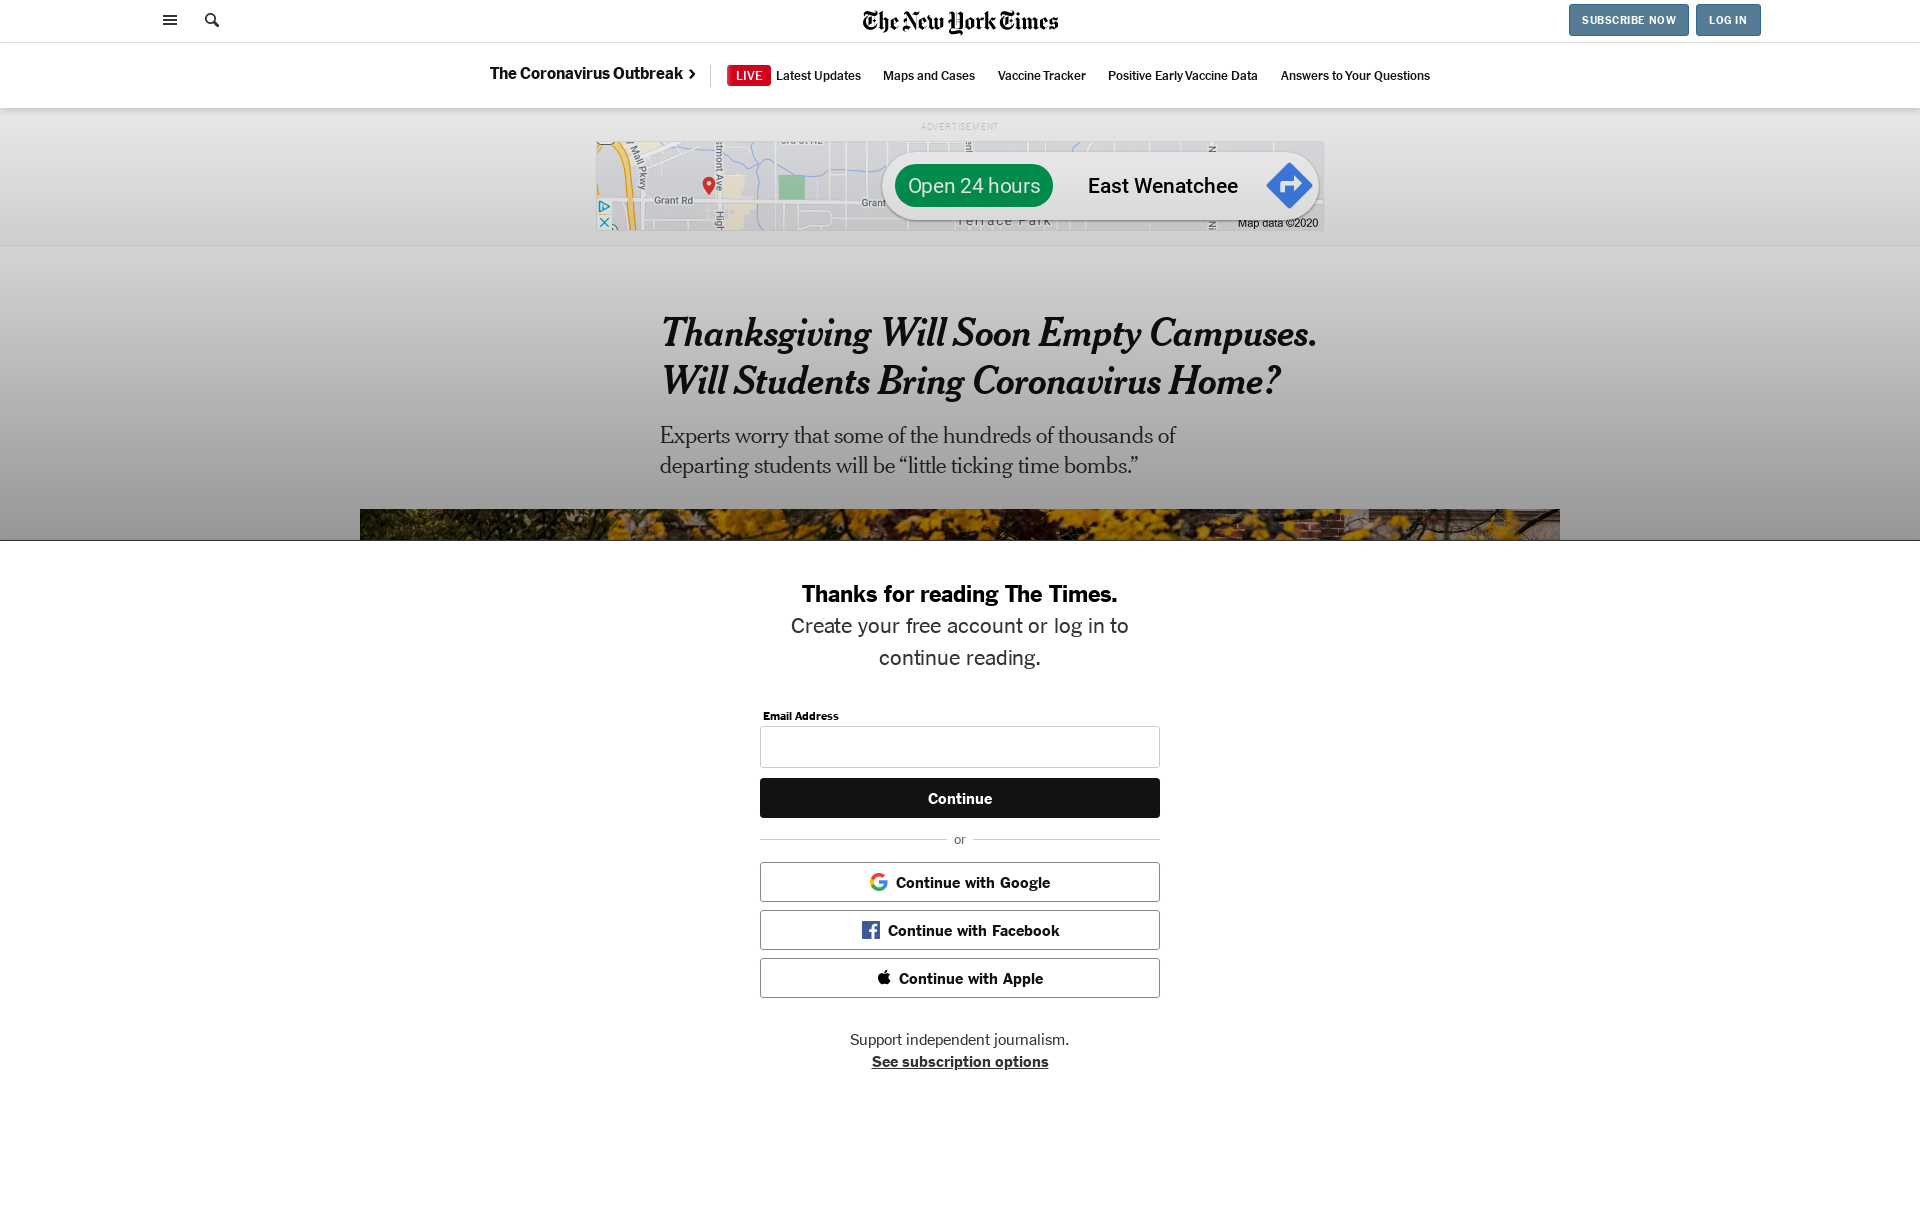 The New York Times
SUBSCRIBE NOW
LOG IN
The Coronavirus Outbreak
LIVE Latest Updates
Maps and Cases
Vaccine Tracker
Positive Early Vaccine Data
Answers to Your Questions
ADVERTISEMENT
Mall Pkwy
Grant Rd
Grant
Terrace Park
Open 24 hours
East Wenatchee
Map data ©2020
Thanksgiving Will Soon Empty Campuses.
Will Students Bring Coronavirus Home?
Experts worry that some of the hundreds of thousands of
departing students will be “little ticking time bombs.”
Thanks for reading The Times.
Create your free account or log in to
continue reading.
Email Address
Continue
or
Continue with Google
Continue with Facebook
Continue with Apple
Support independent journalism.
See subscription options